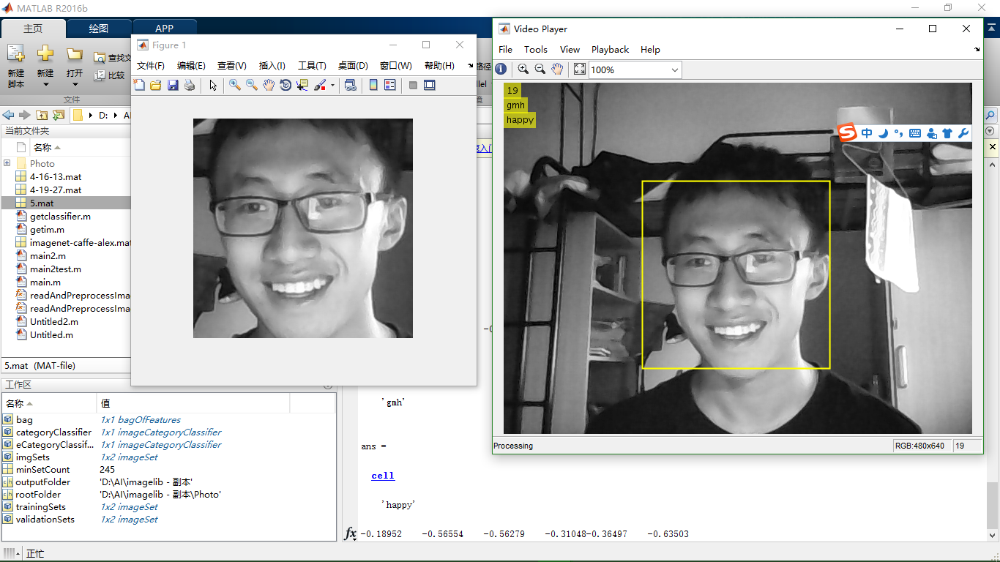 MATLAB R2016b
主页 绘图 APP
新建
脚本
新建
打开
查找文
比较
文件
D:
当前文件夹
名称
Photo
4-16-13.mat
4-19-27.mat
5.mat
getclassifier.m
getim.m
imagenet-caffe-alex.mat
main2.m
main2test.m
main.m
readAndPreprocessIma
readAndPreprocessIma
Untitled2.m
Untitled.m
5.mat (MAT-file)
工作区
名称 值
bag 1x1 bagOfFeatures
categoryClassifier 1x1 imageCategoryClassifier
eCategoryClassif... 1x1 imageCategoryClassifier
imgSets 1x2 imageSet
minSetCount 245
outputFolder 'D:\AI\imagelib - 副本'
rootFolder 'D:\AI\imagelib - 副本\Photo'
trainingSets 1x2 imageSet
validationSets 1x2 imageSet
正忙
Figure 1
文件(F) 编辑(E) 查看(V) 插入(I) 工具(T) 桌面(D) 窗口(W) 帮助(H)
路径
Video Player
File Tools View Playback Help
100%
19
gmh
happy
中
Processing RGB:480x640 19
'gmh'
ans =
cell
'happy'
fx -0.18952 -0.56554 -0.56279 -0.31048-0.36497 -0.63503